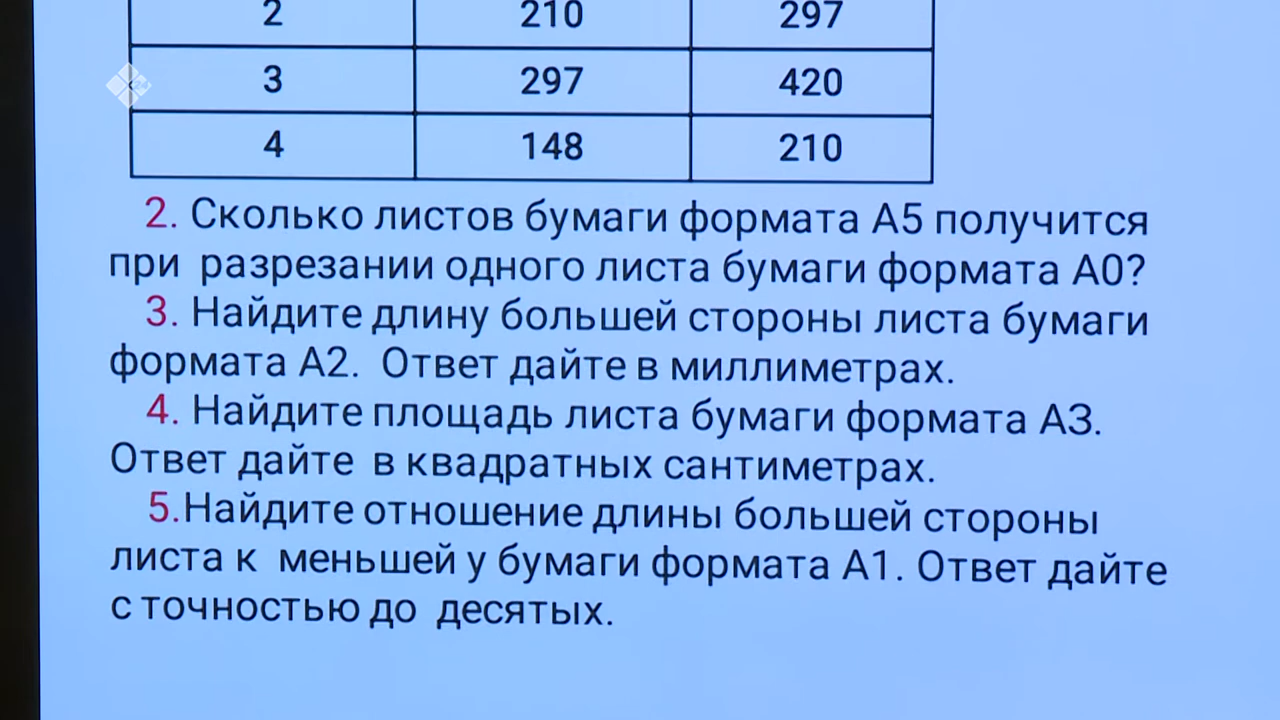 2 210 297
3 297 420
4 148 210
2. Сколько листов бумаги формата А5 получится
при разрезании одного листа бумаги формата А0?
3. Найдите длину большей стороны листа бумаги
формата А2. Ответ дайте в миллиметрах.
4. Найдите площадь листа бумаги формата А3.
Ответ дайте в квадратных сантиметрах.
5.Найдите отношение длины большей стороны
листа к меньшей у бумаги формата А1. Ответ дайте
с точностью до десятых.